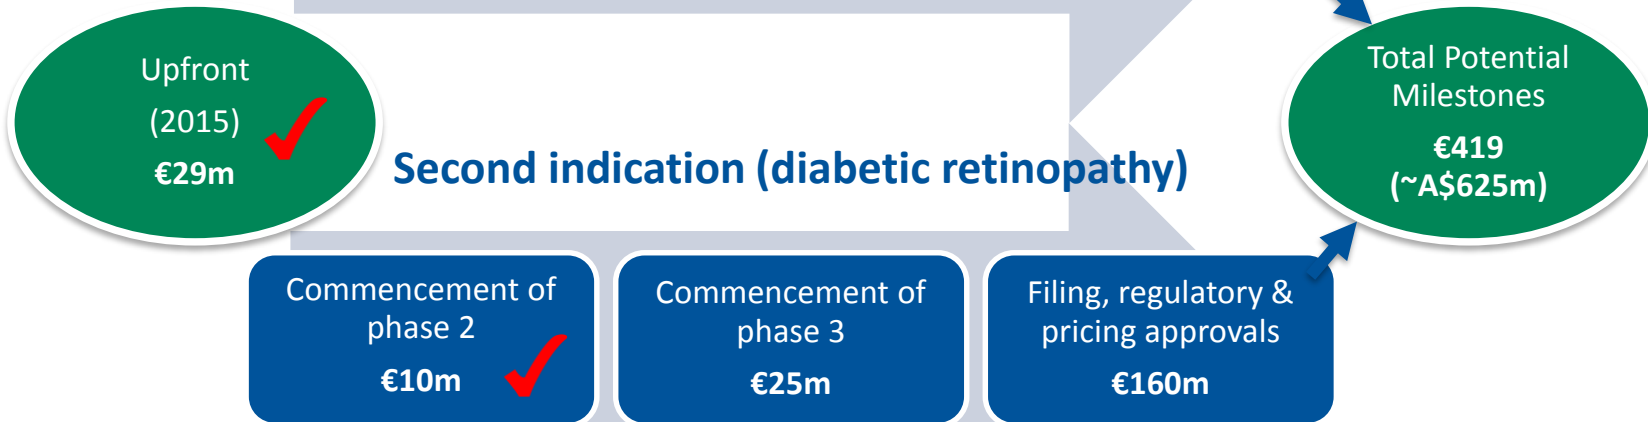 Upfront
(2015)
€29m
Second indication (diabetic retinopathy)
Total Potential
Milestones
€419
(~A$625m)
Commencement of
phase 2
€10m
Commencement of
phase 3
€25m
Filing, regulatory &
pricing approvals
€160m